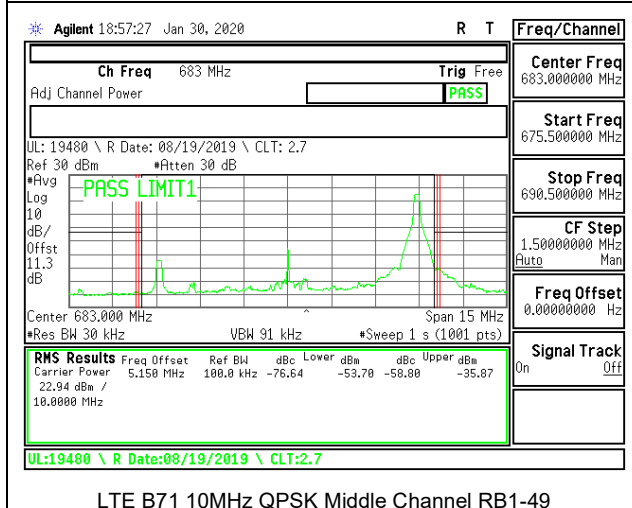 Agilent 18:57:27 Jan 30, 2020 R T
Ch Freq 683 MHz Trig Free
Adj Channel Power PASS
UL: 19480 \ R Date: 08/19/2019 \ CLT: 2.7
Ref 30 dBm #Atten 30 dB
#Avg
Log
10
dB/
Offst
11.3
dB
PASS LIMIT1
Center 683.000 MHz ^ Span 15 MHz
#Res BW 30 kHz VBW 91 kHz #Sweep 1 s (1001 pts)
RMS Results Freq Offset Ref BW dBc Lower dBm dBc Upper dBm
Carrier Power 5.150 MHz 100.0 kHz -76.64 -53.70 -58.80 -35.87
22.94 dBm /
10.0000 MHz
UL:19480 \ R Date:08/19/2019 \ CLT:2.7
Freq/Channel
Center Freq
683.000000 MHz
Start Freq
675.500000 MHz
Stop Freq
690.500000 MHz
CF Step
1.50000000 MHz
Auto Man
Freq Offset
0.00000000 Hz
Signal Track
On Off
LTE B71 10MHz QPSK Middle Channel RB1-49